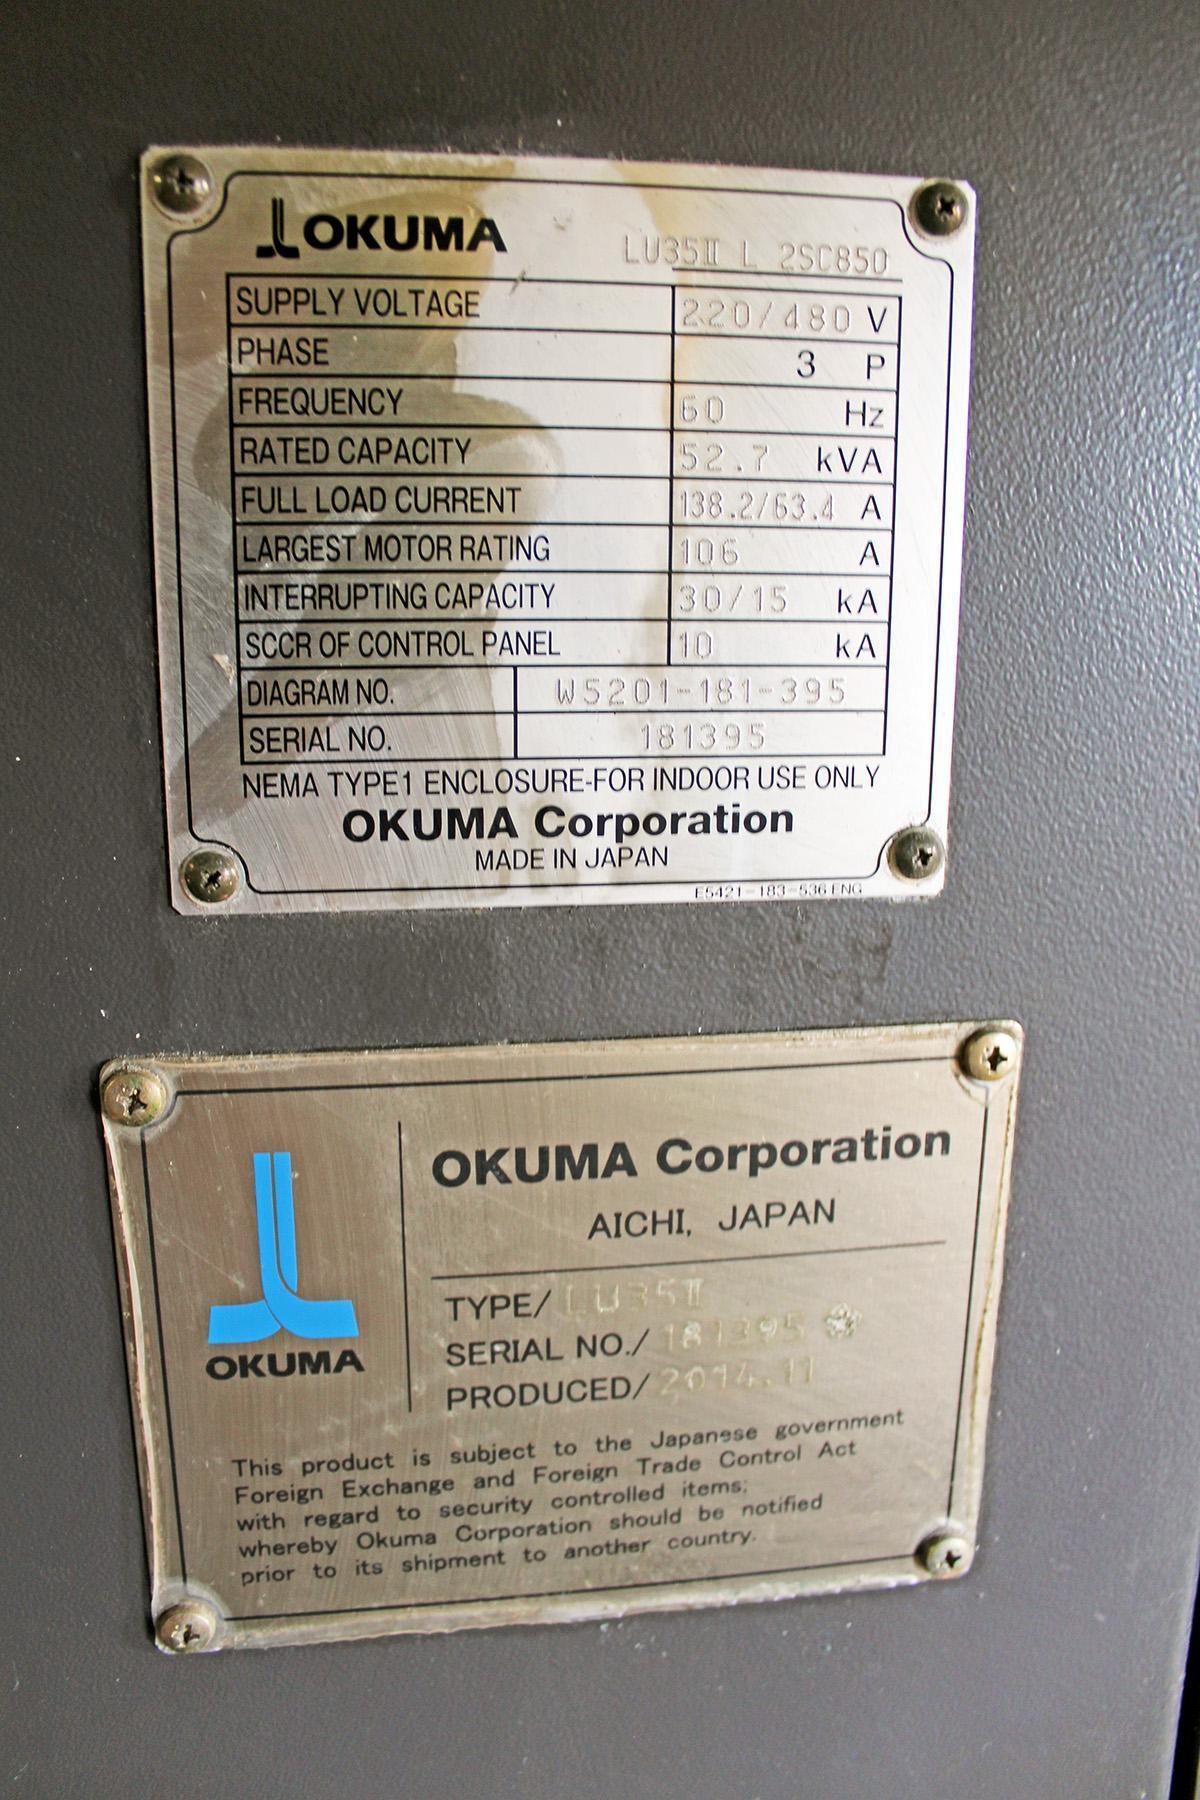 OKUMA LU35Ⅱ L 2SC850
SUPPLY VOLTAGE 220/480 V
PHASE 3 P
FREQUENCY 60 Hz
RATED CAPACITY 52.7 kVA
FULL LOAD CURRENT 138.2/63.4 A
LARGEST MOTOR RATING 106 A
INTERRUPTING CAPACITY 30/15 kA
SCCR OF CONTROL PANEL 10 kA
DIAGRAM NO. W5201-181-395
SERIAL NO. 181395
NEMA TYPE1 ENCLOSURE-FOR INDOOR USE ONLY
OKUMA Corporation
MADE IN JAPAN
E5421-183-536 ENG
OKUMA
OKUMA Corporation
AICHI, JAPAN
TYPE/ LU35Ⅱ
SERIAL NO./ 181395
PRODUCED/ 2014.11
This product is subject to the Japanese government
Foreign Exchange and Foreign Trade Control Act
with regard to security controlled items;
whereby Okuma Corporation should be notified
prior to its shipment to another country.